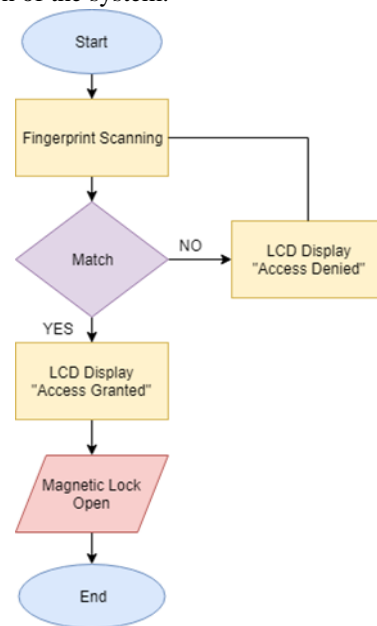 of the system.
Start
Fingerprint Scanning
Match
NO
LCD Display
"Access Denied"
YES
LCD Display
"Access Granted"
Magnetic Lock
Open
End